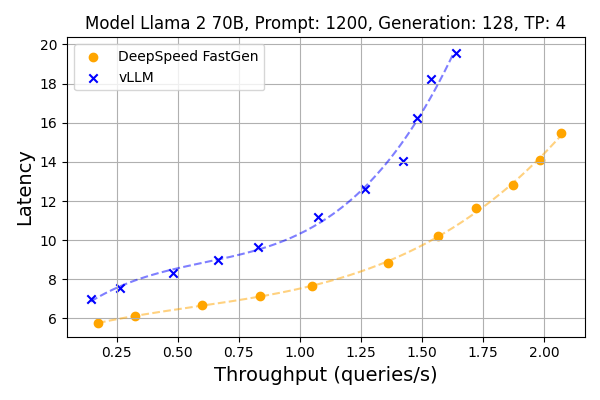 Model Llama 2 70B, Prompt: 1200, Generation: 128, TP: 4
DeepSpeed FastGen
vLLM
Latency
20
18
16
14
12
10
8
6
0.25 0.50 0.75 1.00 1.25 1.50 1.75 2.00
Throughput (queries/s)